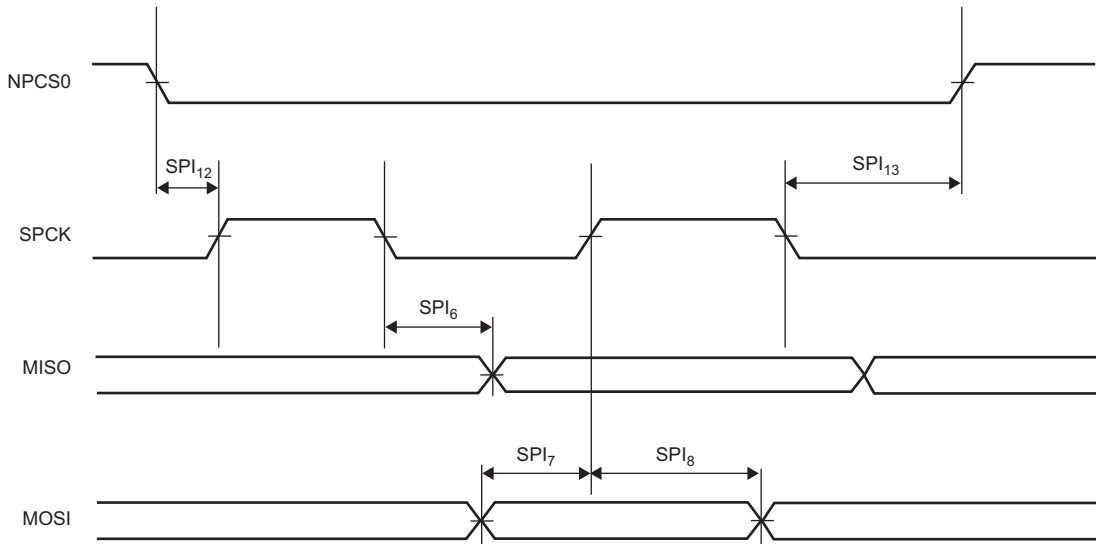 NPCS0
SPI₁₂
SPI₁₃
SPCK
SPI₆
MISO
SPI₇
SPI₈
MOSI